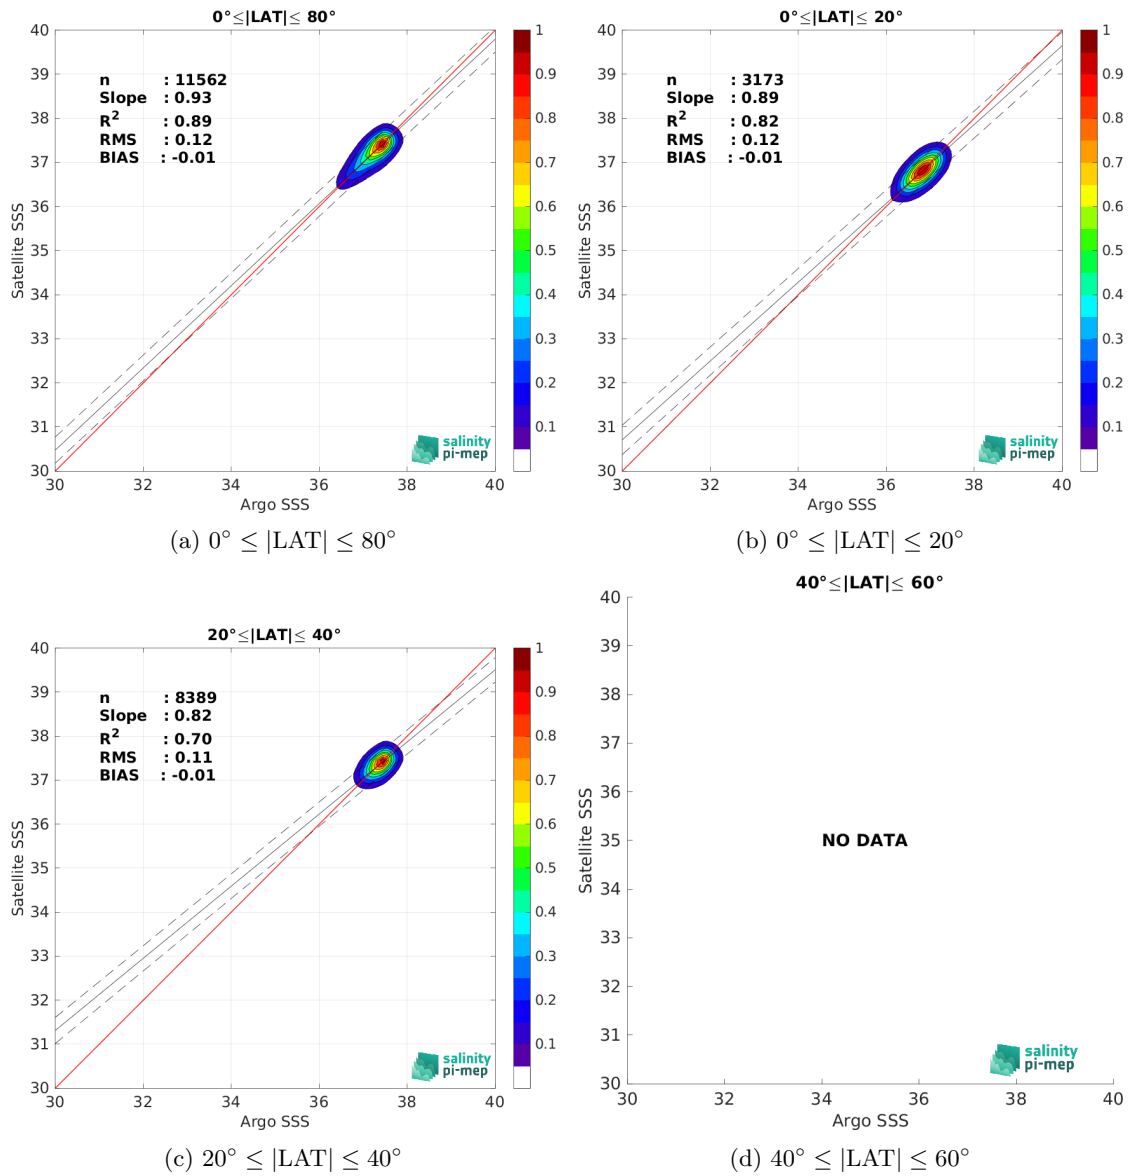 0°≤|LAT|≤ 80°
40
39
38
37
36
35
34
33
32
31
30
Satellite SSS
n : 11562
Slope : 0.93
R² : 0.89
RMS : 0.12
BIAS : -0.01
salinity
pi-mep
30 32 34 36 38 40
Argo SSS
1
0.9
0.8
0.7
0.6
0.5
0.4
0.3
0.2
0.1
(a) 0° ≤ |LAT| ≤ 80°
0°≤|LAT|≤ 20°
40
39
38
37
36
35
34
33
32
31
30
Satellite SSS
n : 3173
Slope : 0.89
R² : 0.82
RMS : 0.12
BIAS : -0.01
salinity
pi-mep
30 32 34 36 38 40
Argo SSS
1
0.9
0.8
0.7
0.6
0.5
0.4
0.3
0.2
0.1
(b) 0° ≤ |LAT| ≤ 20°
20°≤|LAT|≤ 40°
40
39
38
37
36
35
34
33
32
31
30
Satellite SSS
n : 8389
Slope : 0.82
R² : 0.70
RMS : 0.11
BIAS : -0.01
salinity
pi-mep
30 32 34 36 38 40
Argo SSS
1
0.9
0.8
0.7
0.6
0.5
0.4
0.3
0.2
0.1
(c) 20° ≤ |LAT| ≤ 40°
40°≤|LAT|≤ 60°
40
39
38
37
36
35
34
33
32
31
30
Satellite SSS
NO DATA
salinity
pi-mep
30 32 34 36 38 40
Argo SSS
(d) 40° ≤ |LAT| ≤ 60°